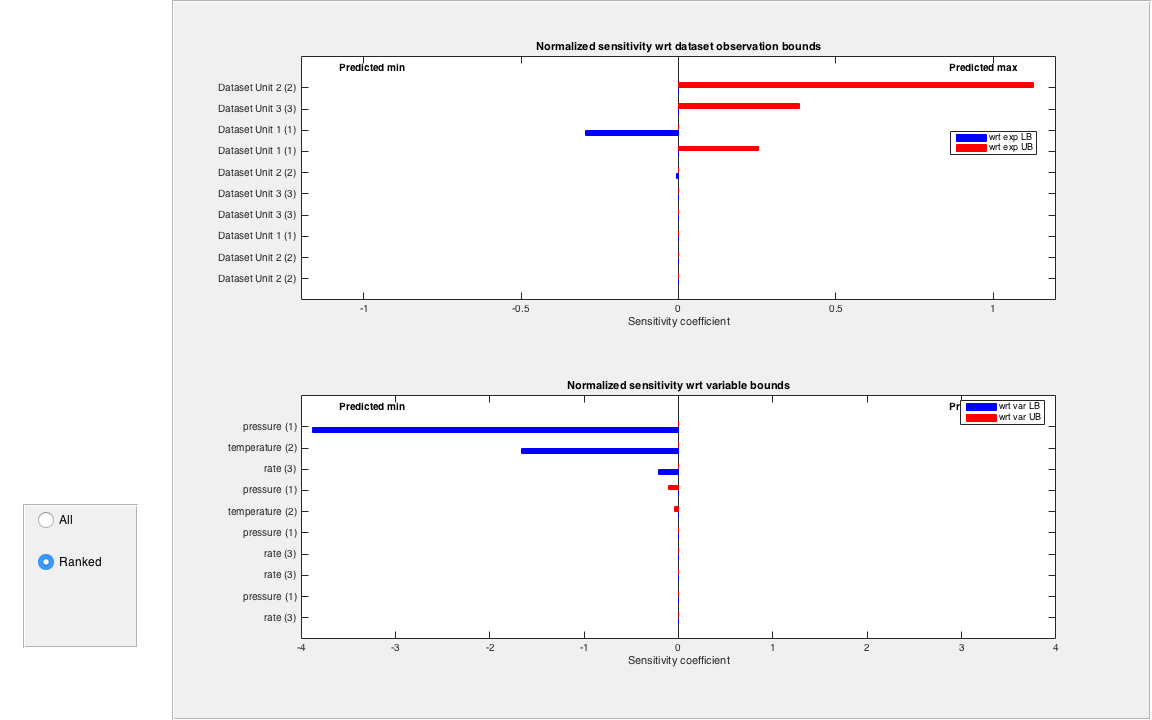 Normalized sensitivity wrt dataset observation bounds
Predicted min
Predicted max
Dataset Unit 2 (2)
Dataset Unit 3 (3)
Dataset Unit 1 (1)
Dataset Unit 1 (1)
Dataset Unit 2 (2)
Dataset Unit 3 (3)
Dataset Unit 3 (3)
Dataset Unit 1 (1)
Dataset Unit 2 (2)
Dataset Unit 2 (2)
wrt exp LB
wrt exp UB
-1 -0.5 0 0.5 1
Sensitivity coefficient
Normalized sensitivity wrt variable bounds
Predicted min
Pr
wrt var LB
wrt var UB
pressure (1)
temperature (2)
rate (3)
pressure (1)
temperature (2)
pressure (1)
rate (3)
rate (3)
pressure (1)
rate (3)
-4 -3 -2 -1 0 1 2 3 4
Sensitivity coefficient
All
Ranked